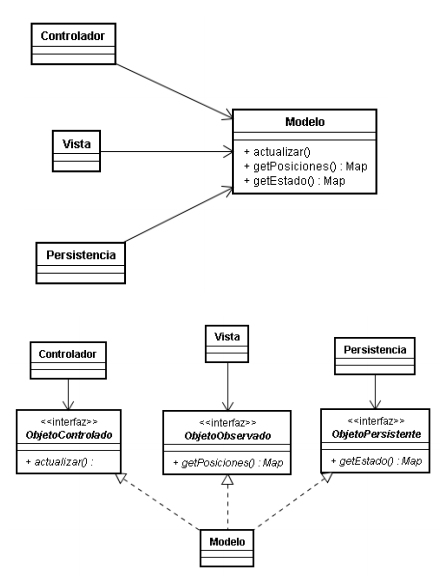 Controlador
Vista
Modelo
+ actualizar()
+ getPosiciones() : Map
+ getEstado() : Map
Persistencia
Vista
Controlador
Persistencia
<<interfaz>>
ObjetoControlado
+ actualizar() :
<<interfaz>>
ObjetoObservado
+ getPosiciones() : Map
<<interfaz>>
ObjetoPersistente
+ getEstado() : Map
Modelo